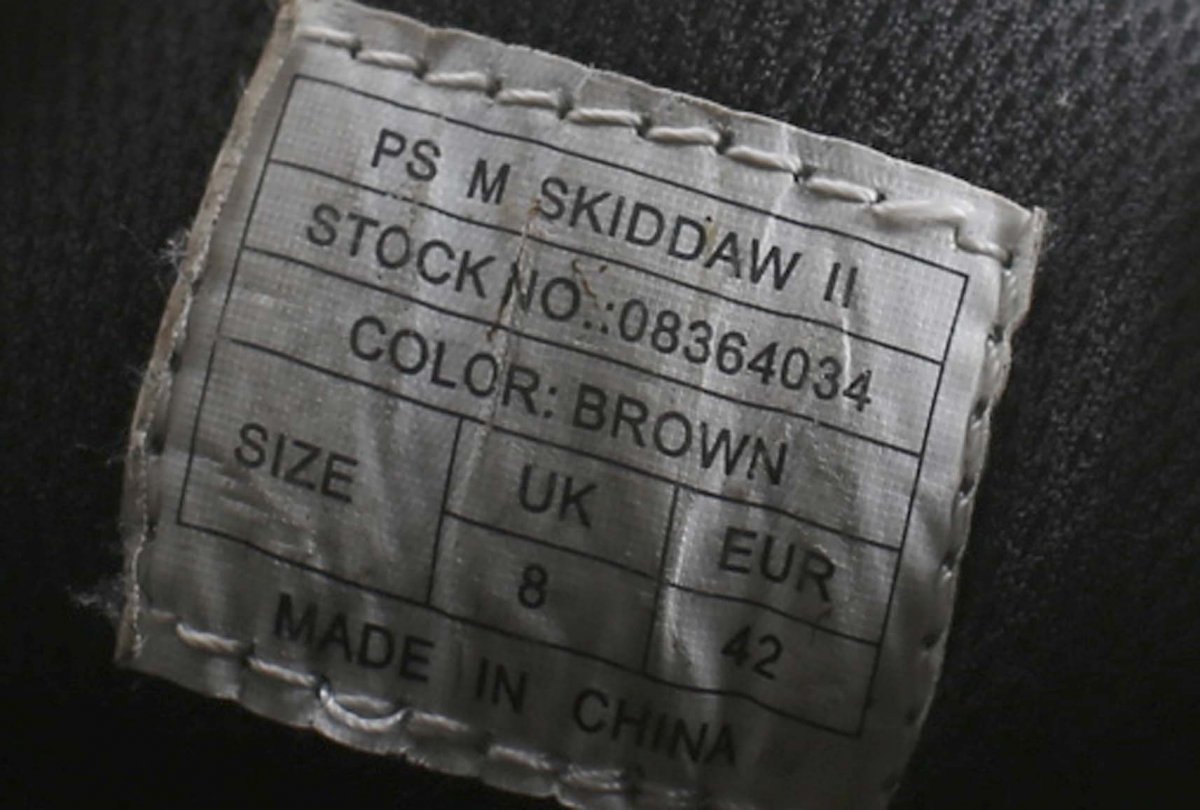 PS M SKIDDAW II
STOCK NO.:08364034
COLOR: BROWN
SIZE UK EUR
8 42
MADE IN CHINA